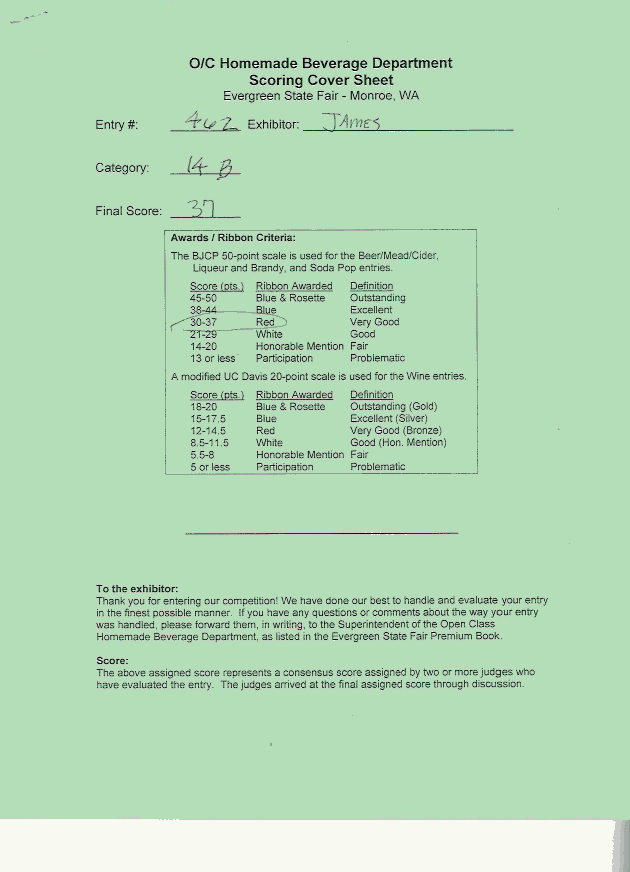 O/C Homemade Beverage Department
Scoring Cover Sheet
Evergreen State Fair - Monroe, WA
Entry #: 462 Exhibitor: JAMES
Category: 14 B
Final Score: 37
Awards / Ribbon Criteria:
The BJCP 50-point scale is used for the Beer/Mead/Cider,
Liqueur and Brandy, and Soda Pop entries.
Score (pts.) Ribbon Awarded Definition
45-50 Blue & Rosette Outstanding
38-44 Blue Excellent
30-37 Red Very Good
21-29 White Good
14-20 Honorable Mention Fair
13 or less Participation Problematic
A modified UC Davis 20-point scale is used for the Wine entries.
Score (pts.) Ribbon Awarded Definition
18-20 Blue & Rosette Outstanding (Gold)
15-17.5 Blue Excellent (Silver)
12-14.5 Red Very Good (Bronze)
8.5-11.5 White Good (Hon. Mention)
5.5-8 Honorable Mention Fair
5 or less Participation Problematic
To the exhibitor:
Thank you for entering our competition! We have done our best to handle and evaluate your entry
in the finest possible manner. If you have any questions or comments about the way your entry
was handled, please forward them, in writing, to the Superintendent of the Open Class
Homemade Beverage Department, as listed in the Evergreen State Fair Premium Book.
Score:
The above assigned score represents a consensus score assigned by two or more judges who
have evaluated the entry. The judges arrived at the final assigned score through discussion.